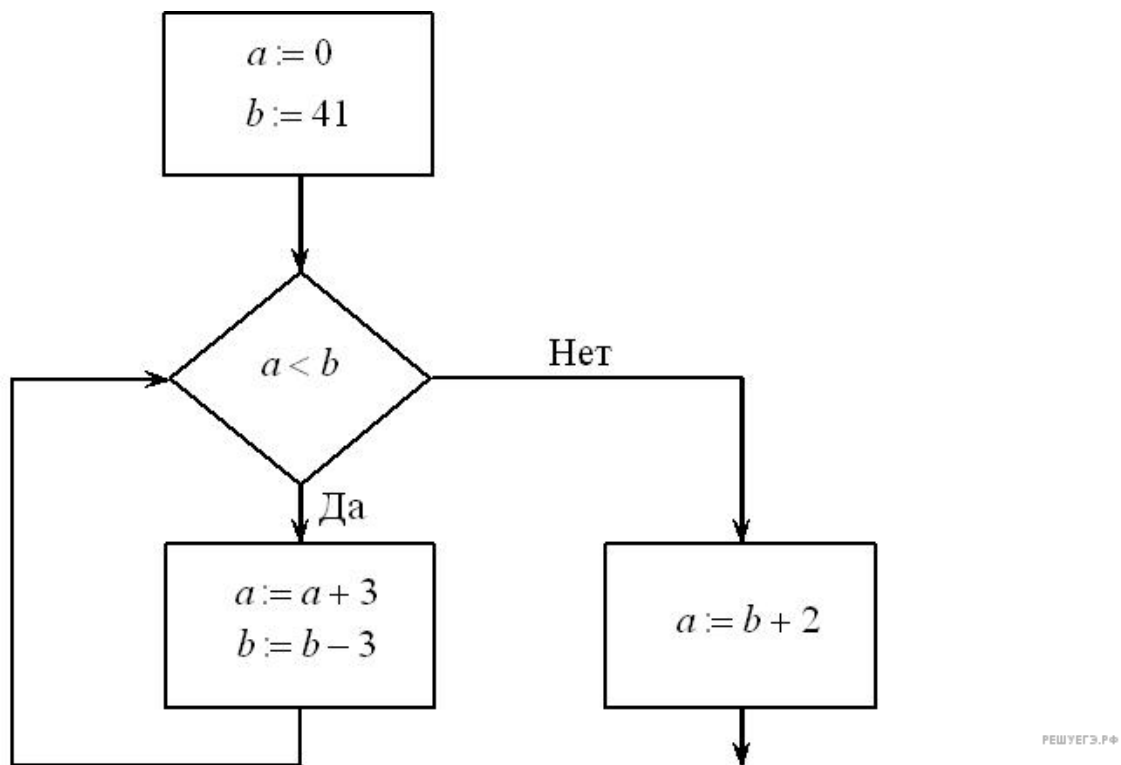 a := 0
b := 41
a < b
Нет
Да
a := a + 3
b := b − 3
a := b + 2
РЕШУЕГЭ.РФ